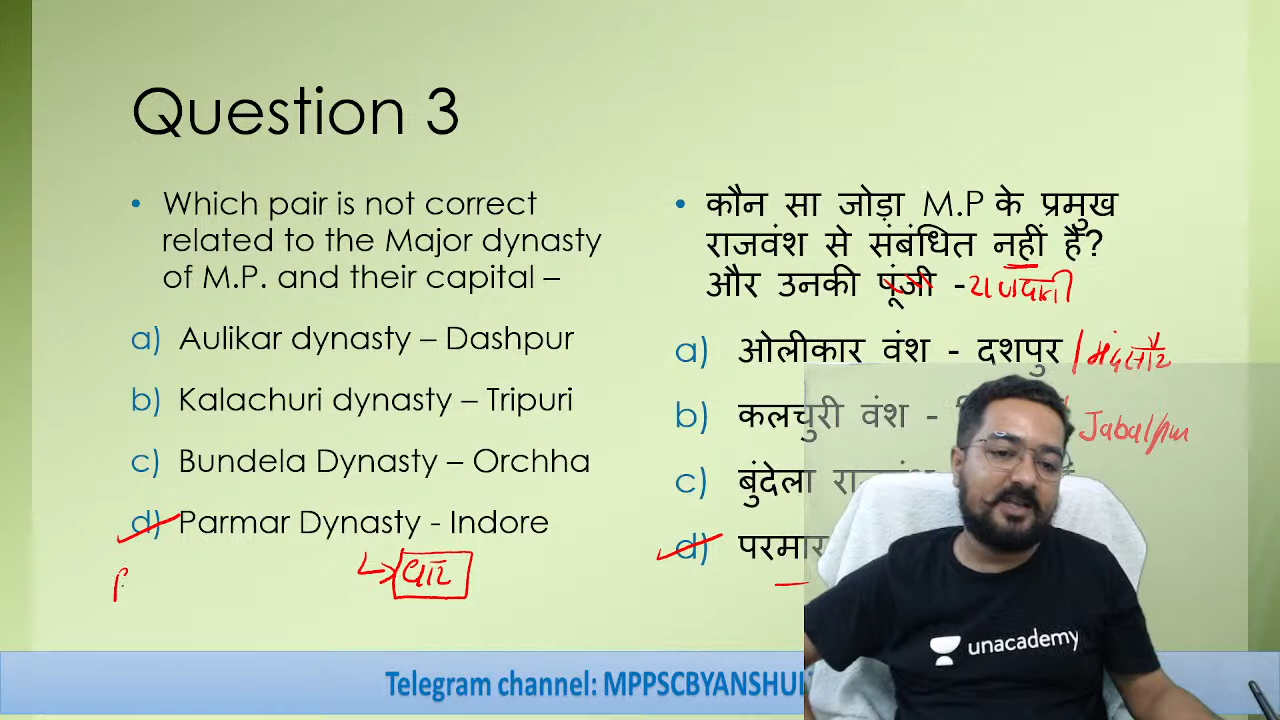 Question 3
• Which pair is not correct
related to the Major dynasty
of M.P. and their capital –
a) Aulikar dynasty – Dashpur
b) Kalachuri dynasty – Tripuri
c) Bundela Dynasty – Orchha
d) Parmar Dynasty - Indore
धार
• कौन सा जोड़ा M.P के प्रमुख
राजवंश से संबंधित नहीं है?
और उनकी पूंजी - राजधानी
a) ओलीकार वंश - दशपुर / मंदसौर
b) कलचुरी वंश - Jabalpur
c) बुंदेला
d) परमार
unacademy
Telegram channel: MPPSCBYANSHUL